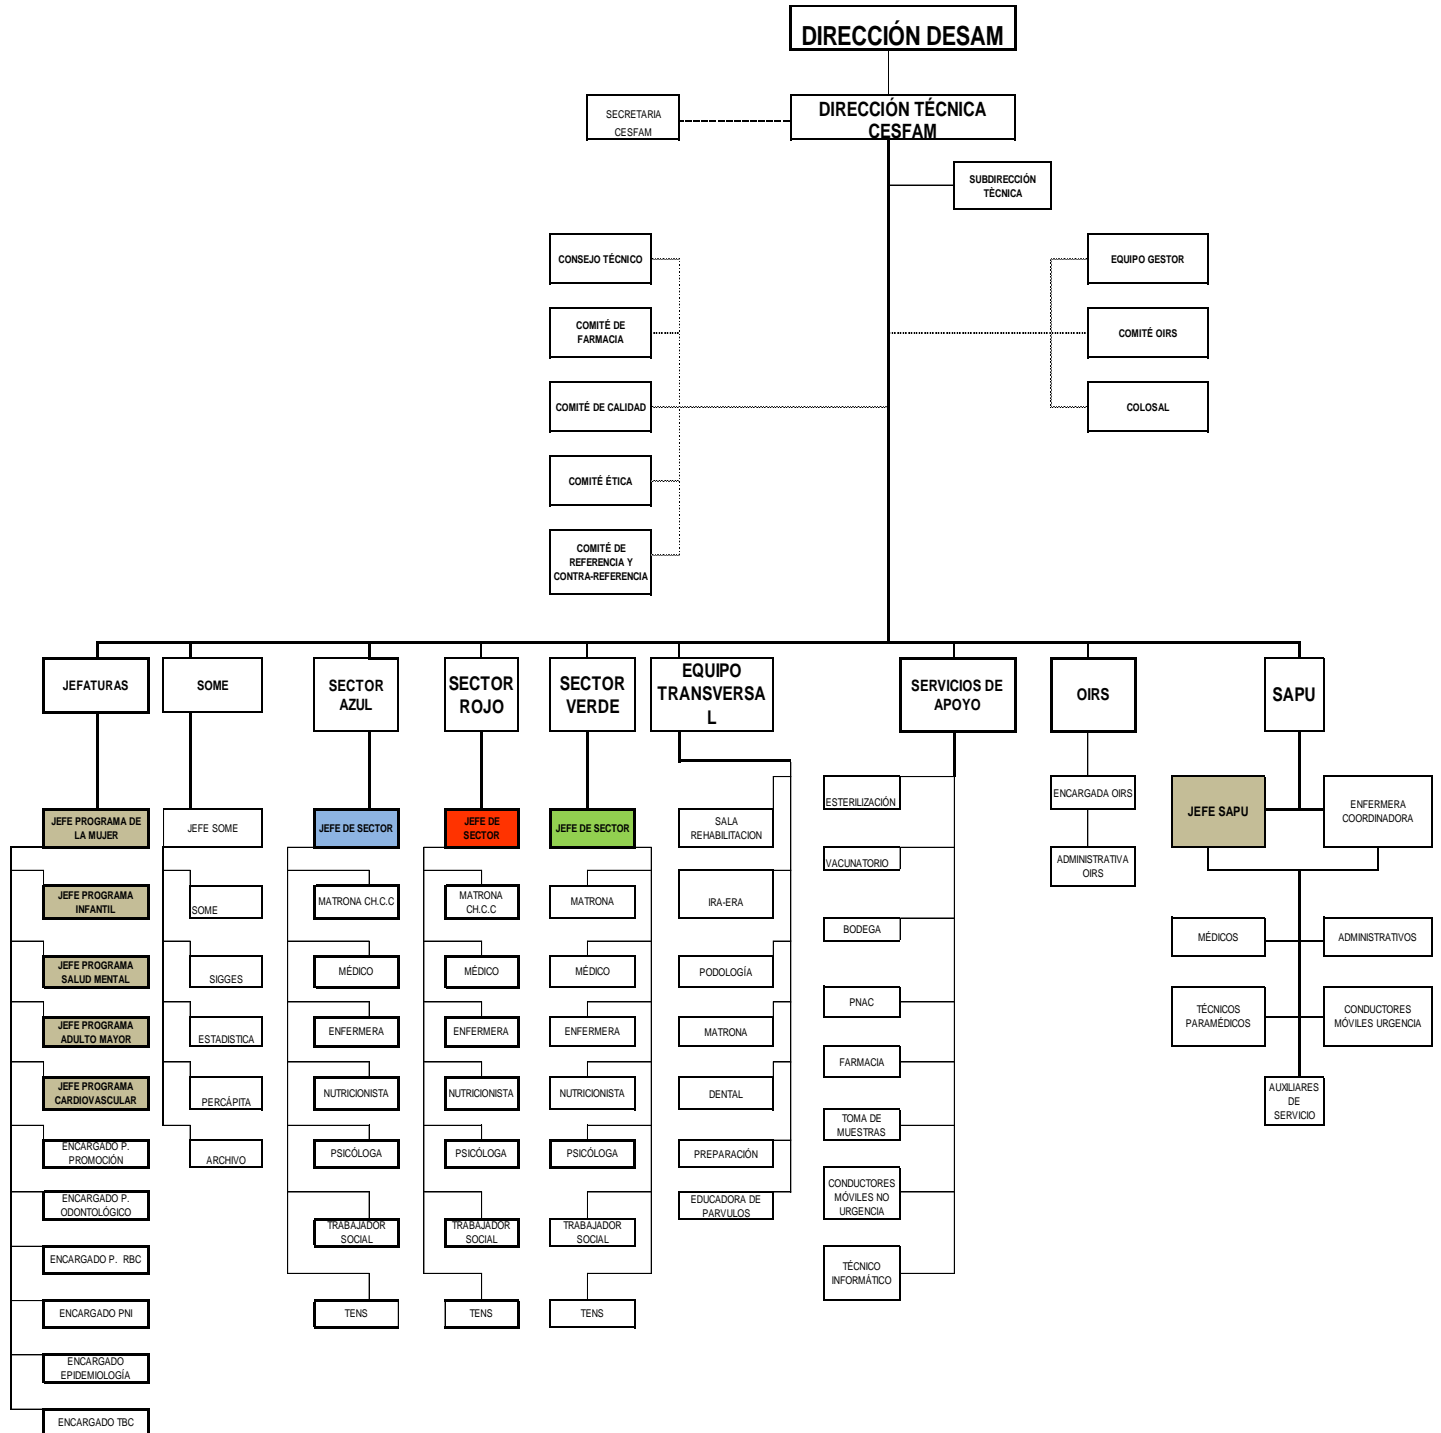 DIRECCIÓN DESAM
SECRETARIA
CESFAM
DIRECCIÓN TÉCNICA
CESFAM
SUBDIRECCIÓN
TÈCNICA
CONSEJO TÉCNICO
EQUIPO GESTOR
COMITÉ DE
FARMACIA
COMITÉ OIRS
COMITÉ DE CALIDAD
COLOSAL
COMITÉ ÉTICA
COMITÉ DE
REFERENCIA Y
CONTRA-REFERENCIA
JEFATURAS
SOME
SECTOR
AZUL
SECTOR
ROJO
SECTOR
VERDE
EQUIPO
TRANSVERSA
L
SERVICIOS DE
APOYO
OIRS
SAPU
JEFE PROGRAMA DE
LA MUJER
JEFE PROGRAMA
INFANTIL
JEFE PROGRAMA
SALUD MENTAL
JEFE PROGRAMA
ADULTO MAYOR
JEFE PROGRAMA
CARDIOVASCULAR
ENCARGADO P.
PROMOCIÓN
ENCARGADO P.
ODONTOLÓGICO
ENCARGADO P. RBC
ENCARGADO PNI
ENCARGADO
EPIDEMIOLOGÍA
ENCARGADO TBC
JEFE SOME
SOME
SIGGES
ESTADISTICA
PERCÁPITA
ARCHIVO
JEFE DE SECTOR
MATRONA CH.C.C
MÉDICO
ENFERMERA
NUTRICIONISTA
PSICÓLOGA
TRABAJADOR
SOCIAL
TENS
JEFE DE
SECTOR
MATRONA
CH.C.C
MÉDICO
ENFERMERA
NUTRICIONISTA
PSICÓLOGA
TRABAJADOR
SOCIAL
TENS
JEFE DE SECTOR
MATRONA
MÉDICO
ENFERMERA
NUTRICIONISTA
PSICÓLOGA
TRABAJADOR
SOCIAL
TENS
SALA
REHABILITACION
IRA-ERA
PODOLOGÍA
MATRONA
DENTAL
PREPARACIÓN
EDUCADORA DE
PARVULOS
ESTERILIZACIÓN
VACUNATORIO
BODEGA
PNAC
FARMACIA
TOMA DE
MUESTRAS
CONDUCTORES
MÓVILES NO
URGENCIA
TÉCNICO
INFORMÁTICO
ENCARGADA OIRS
ADMINISTRATIVA
OIRS
JEFE SAPU
ENFERMERA
COORDINADORA
MÉDICOS
ADMINISTRATIVOS
TÉCNICOS
PARAMÉDICOS
CONDUCTORES
MÓVILES URGENCIA
AUXILIARES
DE
SERVICIO